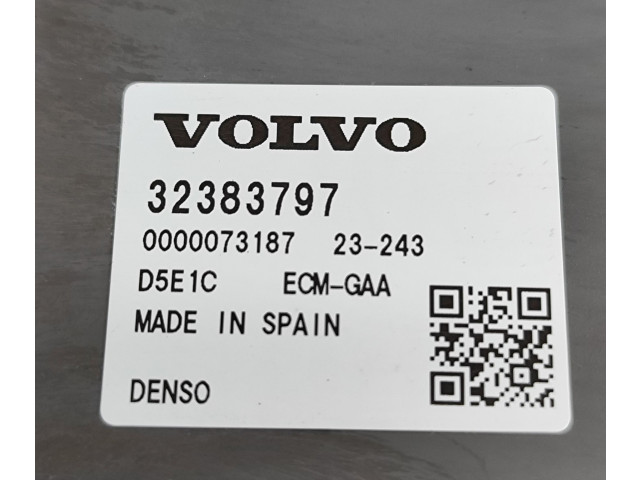 VOLVO
32383797
0000073187 23-243
D5E1C ECM-GAA
MADE IN SPAIN
DENSO